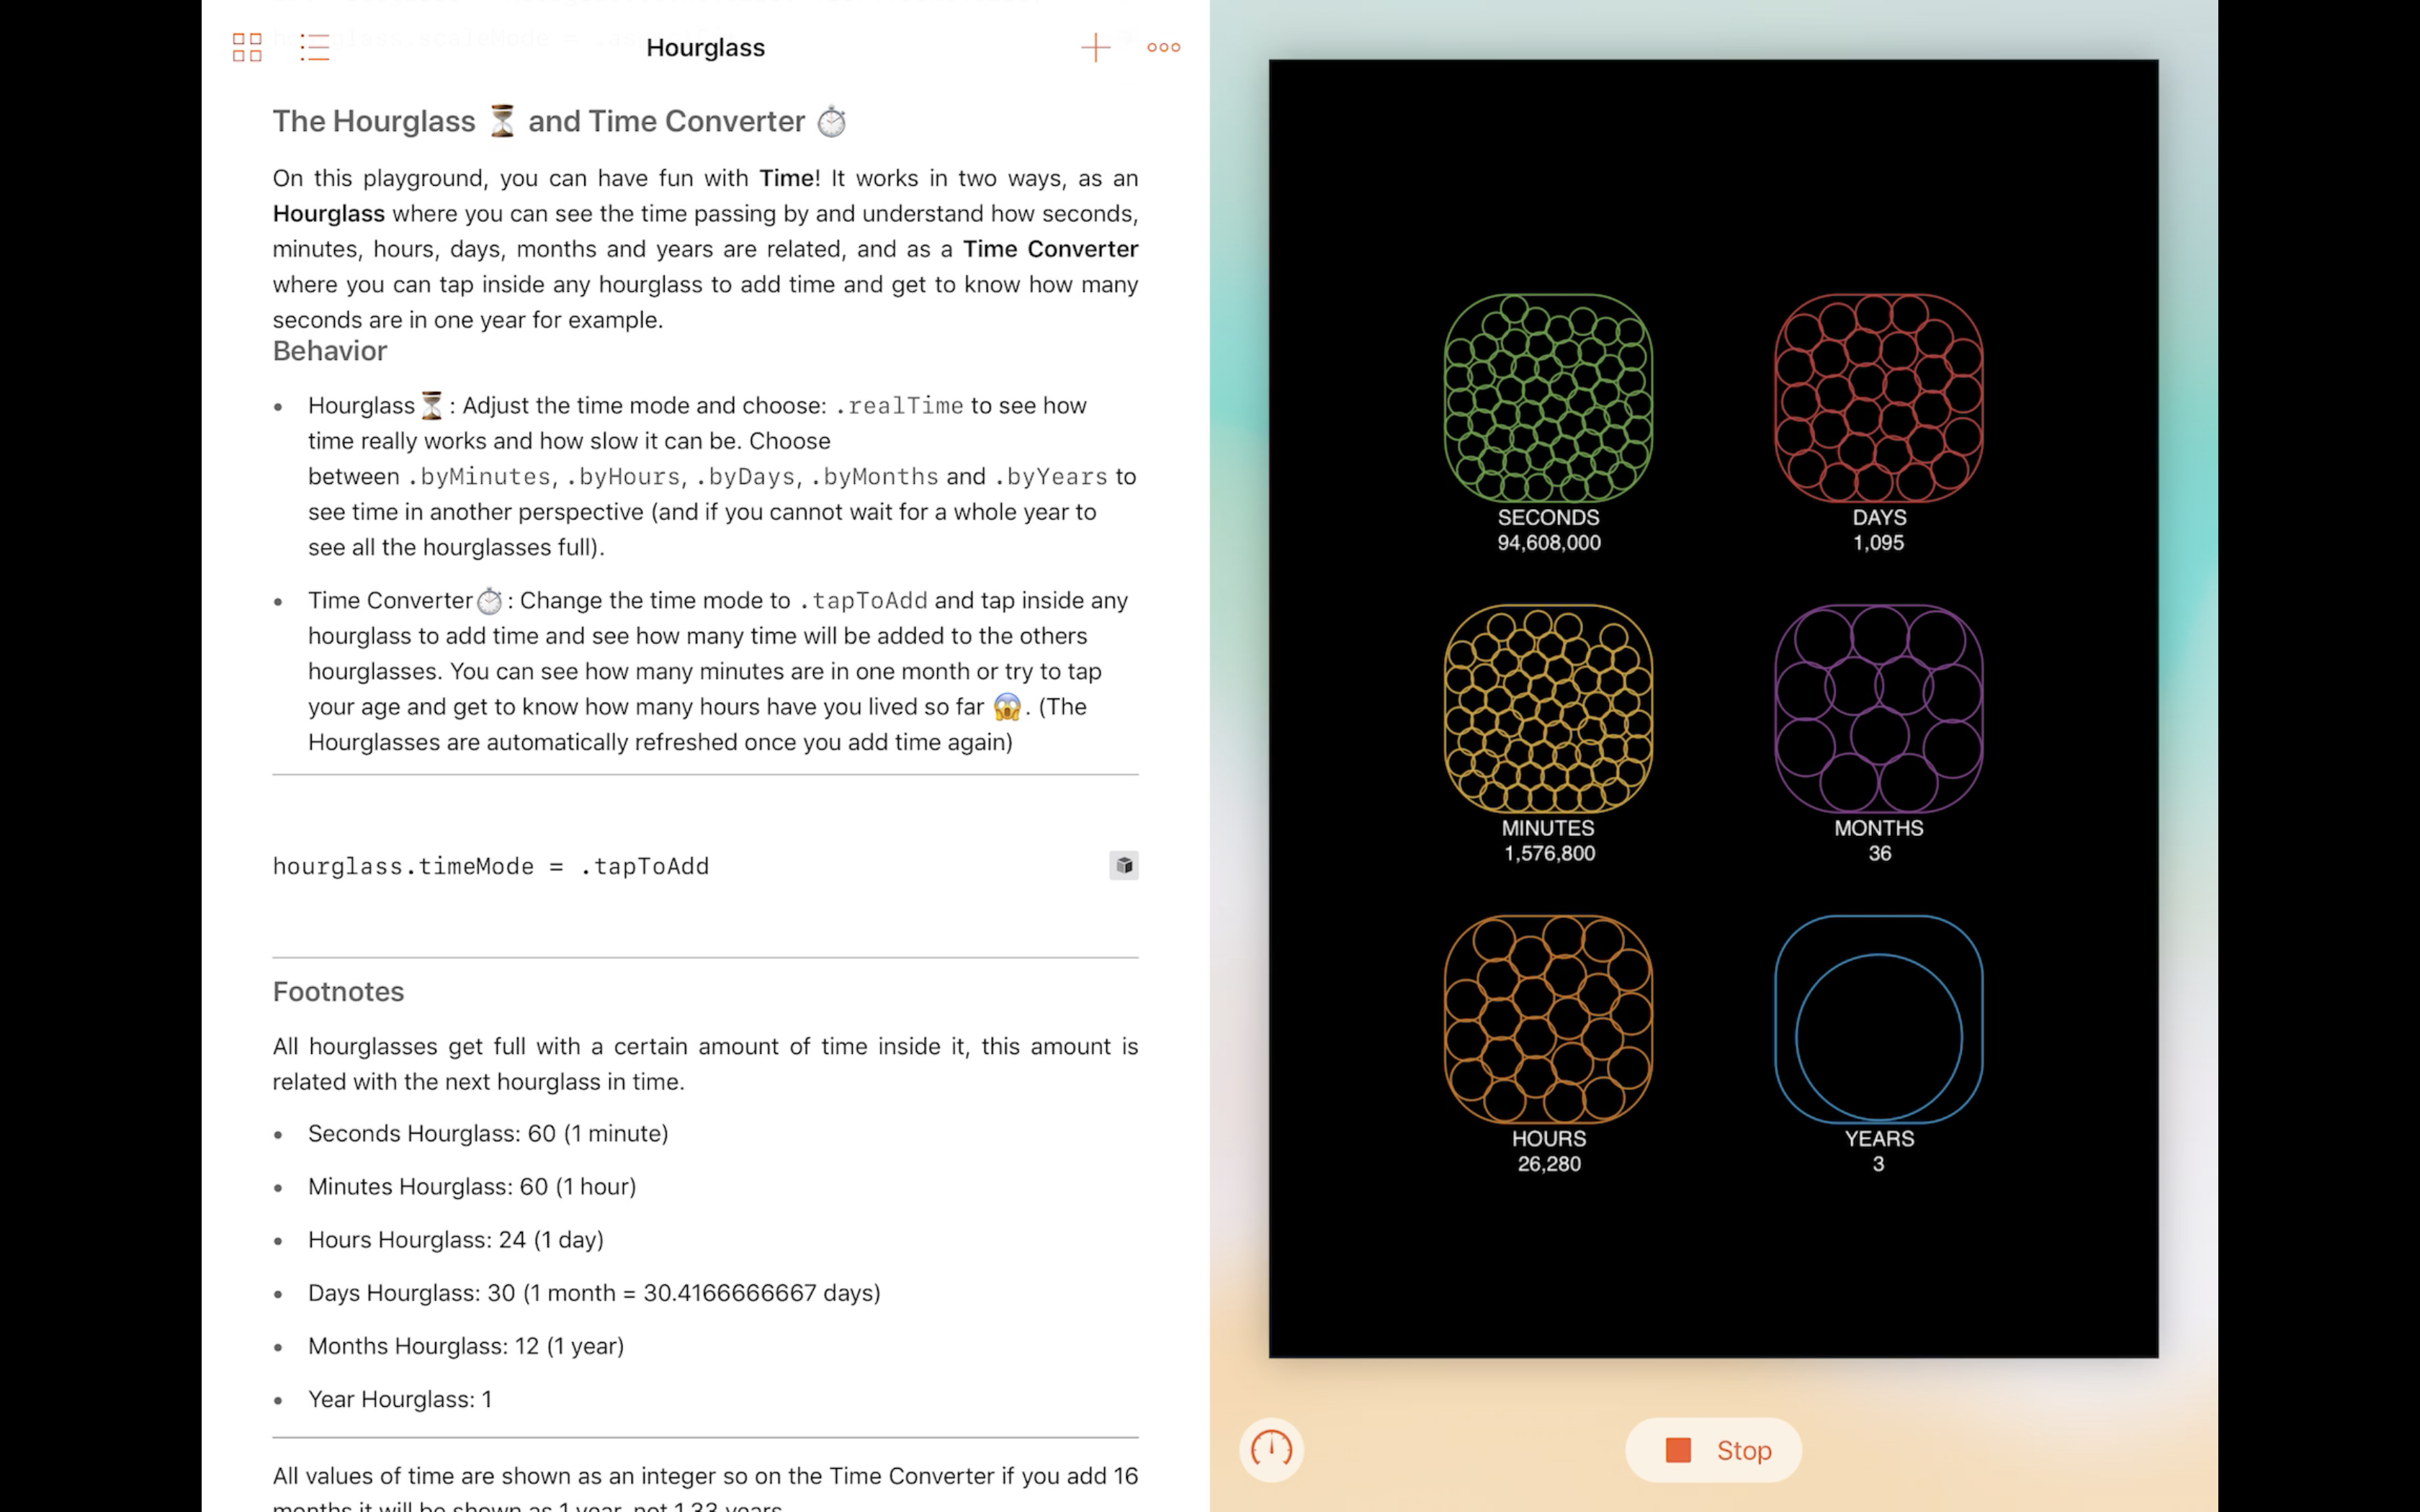 Hourglass
The Hourglass ⏳ and Time Converter ⏱
On this playground, you can have fun with Time! It works in two ways, as an
Hourglass where you can see the time passing by and understand how seconds,
minutes, hours, days, months and years are related, and as a Time Converter
where you can tap inside any hourglass to add time and get to know how many
seconds are in one year for example.
Behavior
• Hourglass⏳: Adjust the time mode and choose: .realTime to see how
time really works and how slow it can be. Choose
between .byMinutes, .byHours, .byDays, .byMonths and .byYears to
see time in another perspective (and if you cannot wait for a whole year to
see all the hourglasses full).
• Time Converter⏱: Change the time mode to .tapToAdd and tap inside any
hourglass to add time and see how many time will be added to the others
hourglasses. You can see how many minutes are in one month or try to tap
your age and get to know how many hours have you lived so far 😱. (The
Hourglasses are automatically refreshed once you add time again)
hourglass.timeMode = .tapToAdd
Footnotes
All hourglasses get full with a certain amount of time inside it, this amount is
related with the next hourglass in time.
• Seconds Hourglass: 60 (1 minute)
• Minutes Hourglass: 60 (1 hour)
• Hours Hourglass: 24 (1 day)
• Days Hourglass: 30 (1 month = 30.4166666667 days)
• Months Hourglass: 12 (1 year)
• Year Hourglass: 1
All values of time are shown as an integer so on the Time Converter if you add 16
months it will be shown as 1 year, not 1.33 years
SECONDS
94,608,000
DAYS
1,095
MINUTES
1,576,800
MONTHS
36
HOURS
26,280
YEARS
3
Stop